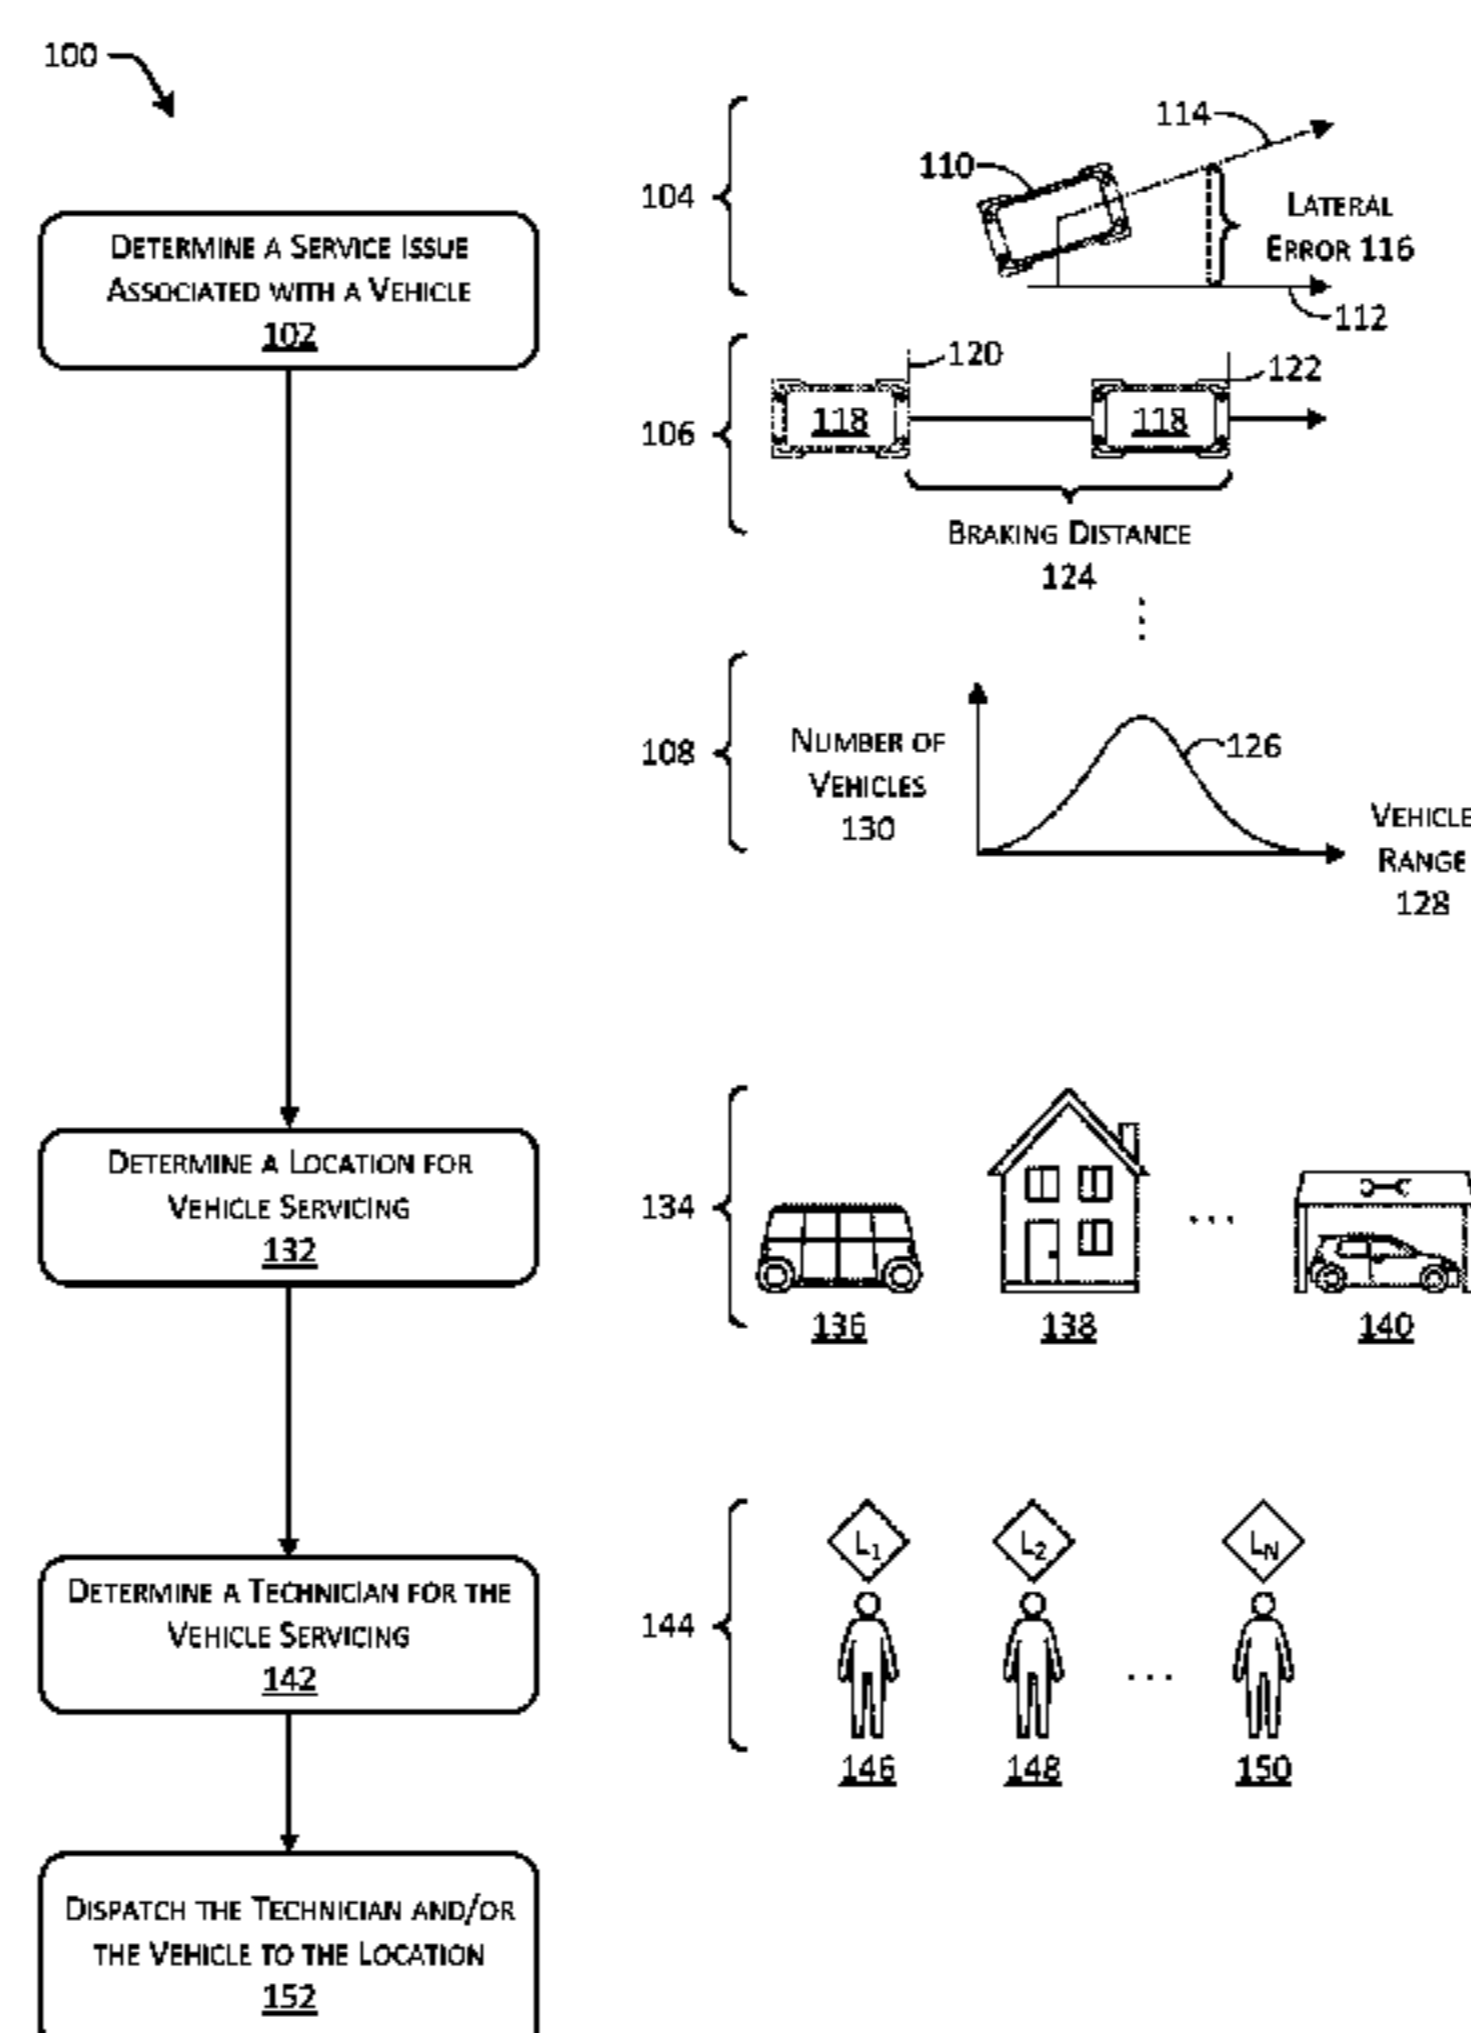 100
DETERMINE A SERVICE ISSUE
ASSOCIATED WITH A VEHICLE
102
104
110
114
LATERAL
ERROR 116
112
106
118
120
118
122
BRAKING DISTANCE
124
108
NUMBER OF
VEHICLES
130
126
VEHICLE
RANGE
128
DETERMINE A LOCATION FOR
VEHICLE SERVICING
132
134
136
138
...
140
DETERMINE A TECHNICIAN FOR THE
VEHICLE SERVICING
142
144
L1
L2
LN
...
146
148
150
DISPATCH THE TECHNICIAN AND/OR
THE VEHICLE TO THE LOCATION
152